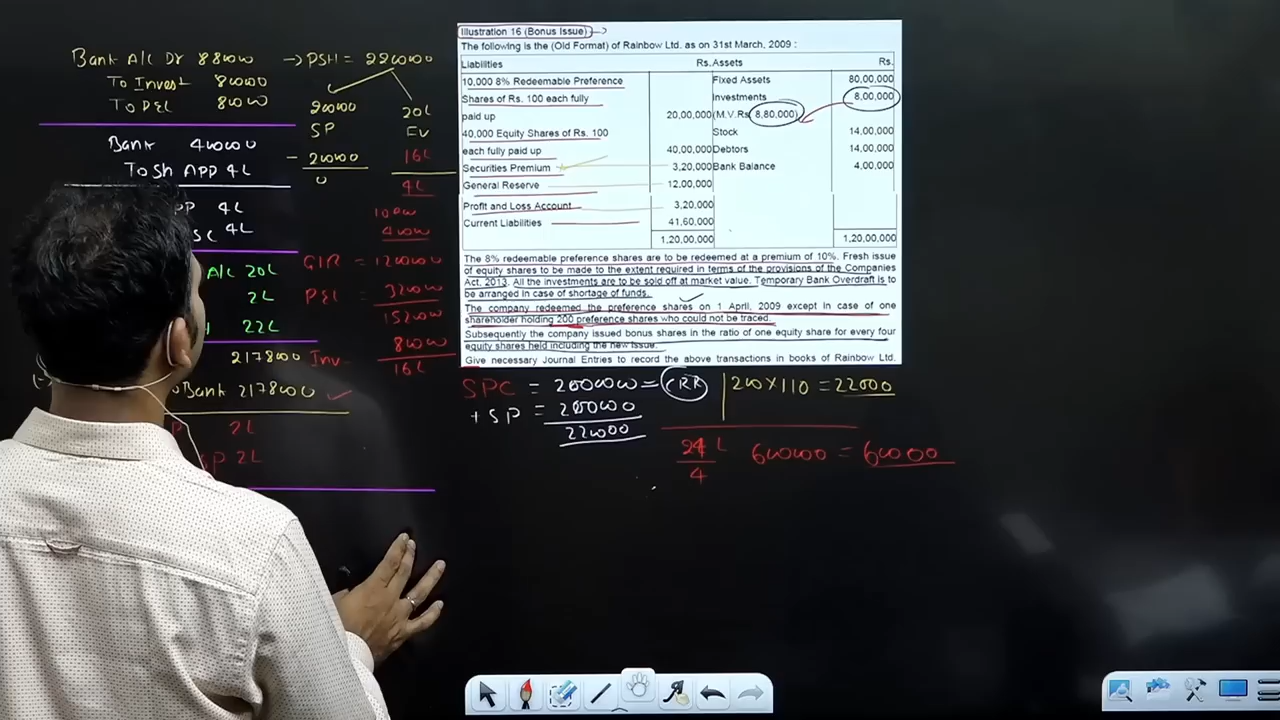 Bank A/c Dr 880000
To Invest 80000
To P&L 80000
Bank 400000
To Sh APP 4L
PP 4L
SC 4L
A/c 20L
2L
22L
2178000
Bank 2178000
2L
SP 2L
→ PSH = 2200000
200000 20L
SP FV
- 200000 16L
0 4L
GIR = 1200000
P&L = 320000
1520000
Inv. 80000
16L
Illustration 16 (Bonus Issue)
The following is the (Old Format) of Rainbow Ltd. as on 31st March, 2009 :
Liabilities Rs. Assets Rs.
10,000 8% Redeemable Preference Fixed Assets 80,00,000
Shares of Rs. 100 each fully Investments 8,00,000
paid up 20,00,000 (M.V. Rs. 8,80,000)
40,000 Equity Shares of Rs. 100 Stock 14,00,000
each fully paid up 40,00,000 Debtors 14,00,000
Securities Premium 3,20,000 Bank Balance 4,00,000
General Reserve 12,00,000
Profit and Loss Account 3,20,000
Current Liabilities 41,60,000
1,20,00,000 1,20,00,000
The 8% redeemable preference shares are to be redeemed at a premium of 10%. Fresh issue
of equity shares to be made to the extent required in terms of the provisions of the Companies
Act, 2013. All the investments are to be sold off at market value. Temporary Bank Overdraft is to
be arranged in case of shortage of funds.
The company redeemed the preference shares on 1 April, 2009 except in case of one
shareholder holding 200 preference shares who could not be traced.
Subsequently the company issued bonus shares in the ratio of one equity share for every four
equity shares held including the new issue.
Give necessary Journal Entries to record the above transactions in books of Rainbow Ltd.
SPC = 2000000 = CRR 200×110 = 22000
+ SP = 200000
220000
24 L
4
600000 = 60000